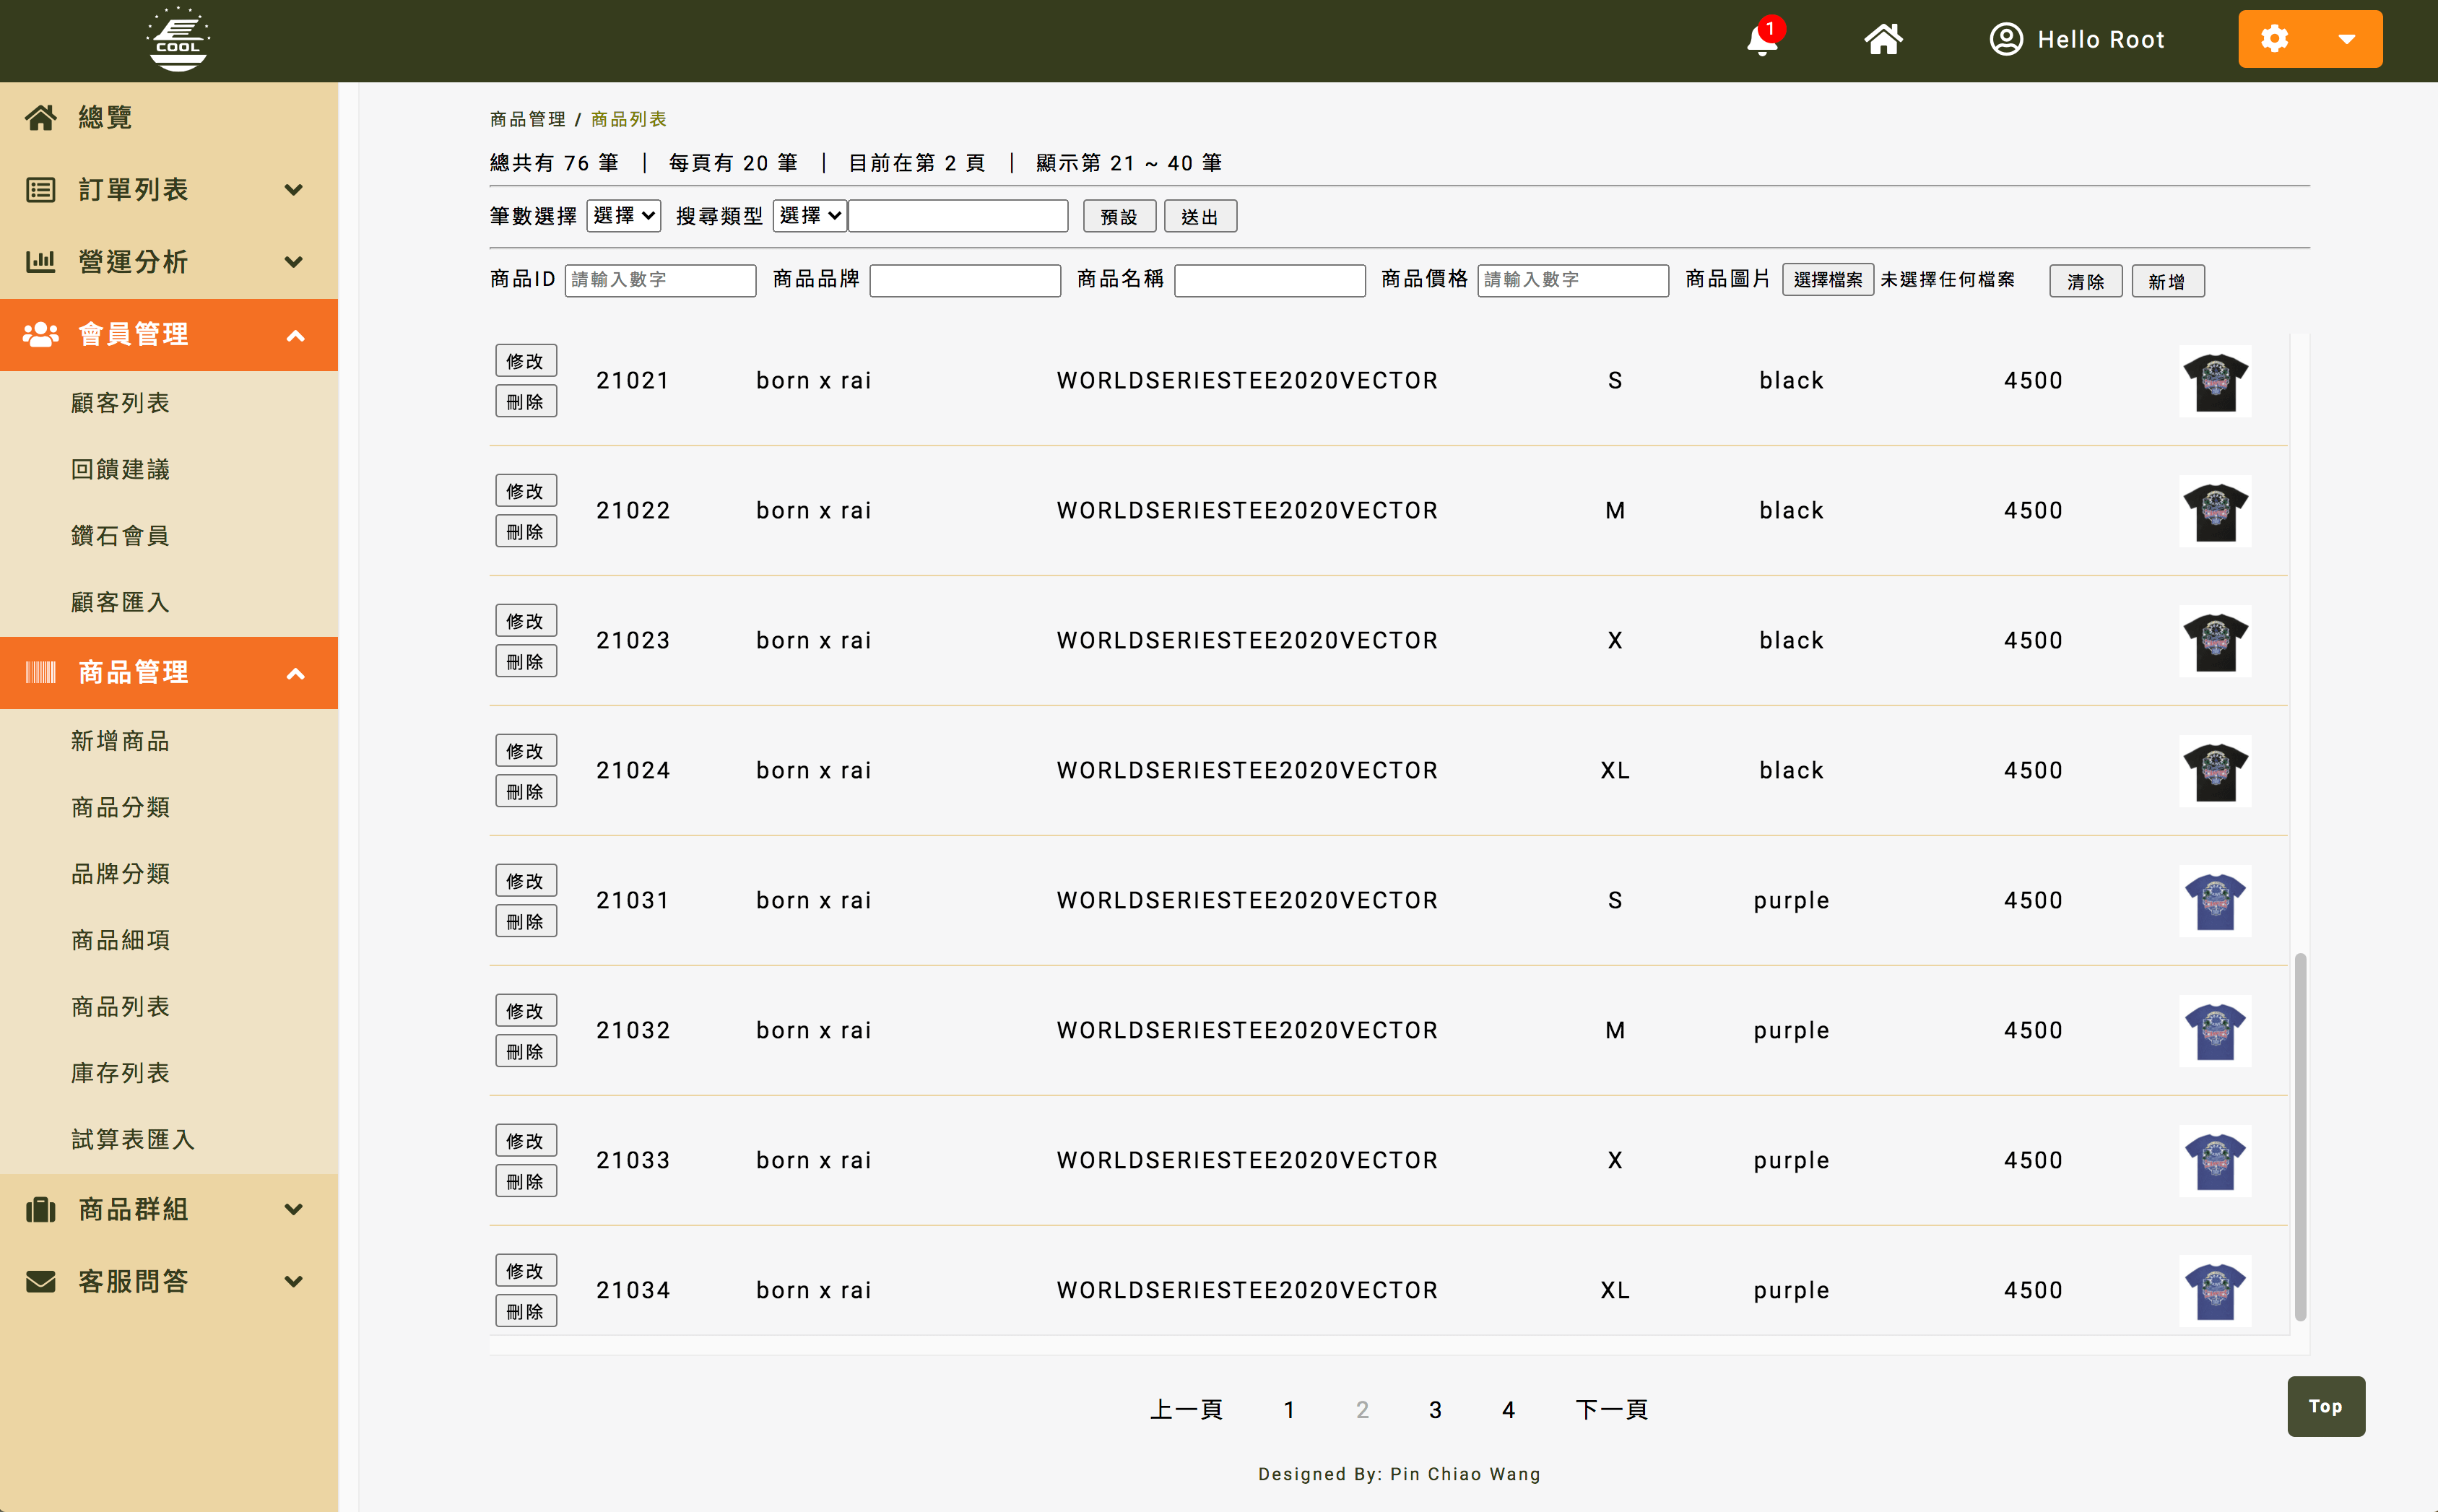 COOL
1
Hello Root
總覽
訂單列表
營運分析
會員管理
顧客列表
回饋建議
鑽石會員
顧客匯入
商品管理
新增商品
商品分類
品牌分類
商品細項
商品列表
庫存列表
試算表匯入
商品群組
客服問答
商品管理 / 商品列表
總共有 76 筆 | 每頁有 20 筆 | 目前在第 2 頁 | 顯示第 21 ~ 40 筆
筆數選擇 選擇 搜尋類型 選擇 預設 送出
商品ID 請輸入數字 商品品牌 商品名稱 商品價格 請輸入數字 商品圖片 選擇檔案 未選擇任何檔案 清除 新增
修改 刪除 21021 born x rai WORLDSERIESTEE2020VECTOR S black 4500
修改 刪除 21022 born x rai WORLDSERIESTEE2020VECTOR M black 4500
修改 刪除 21023 born x rai WORLDSERIESTEE2020VECTOR X black 4500
修改 刪除 21024 born x rai WORLDSERIESTEE2020VECTOR XL black 4500
修改 刪除 21031 born x rai WORLDSERIESTEE2020VECTOR S purple 4500
修改 刪除 21032 born x rai WORLDSERIESTEE2020VECTOR M purple 4500
修改 刪除 21033 born x rai WORLDSERIESTEE2020VECTOR X purple 4500
修改 刪除 21034 born x rai WORLDSERIESTEE2020VECTOR XL purple 4500
上一頁 1 2 3 4 下一頁
Top
Designed By: Pin Chiao Wang